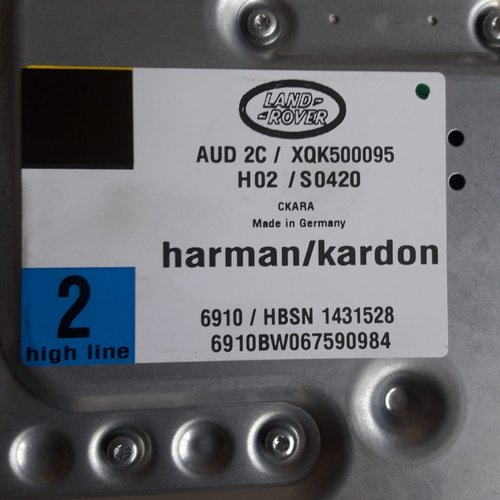 LAND-
-ROVER
AUD 2C / XQK500095
H02 / S0420
CKARA
Made in Germany
harman/kardon
2
high line
6910 / HBSN 1431528
6910BW067590984